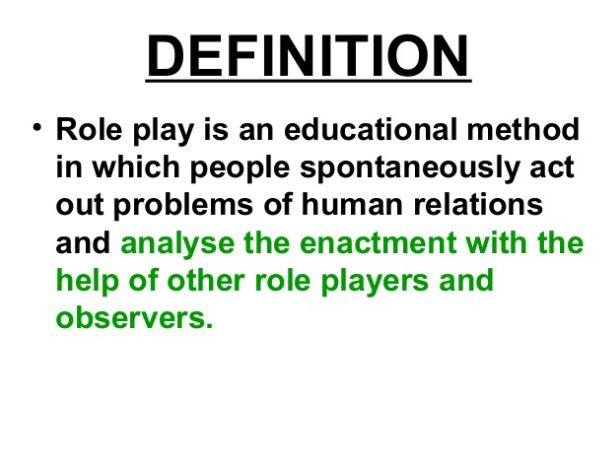 DEFINITION
• Role play is an educational method
in which people spontaneously act
out problems of human relations
and analyse the enactment with the
help of other role players and
observers.